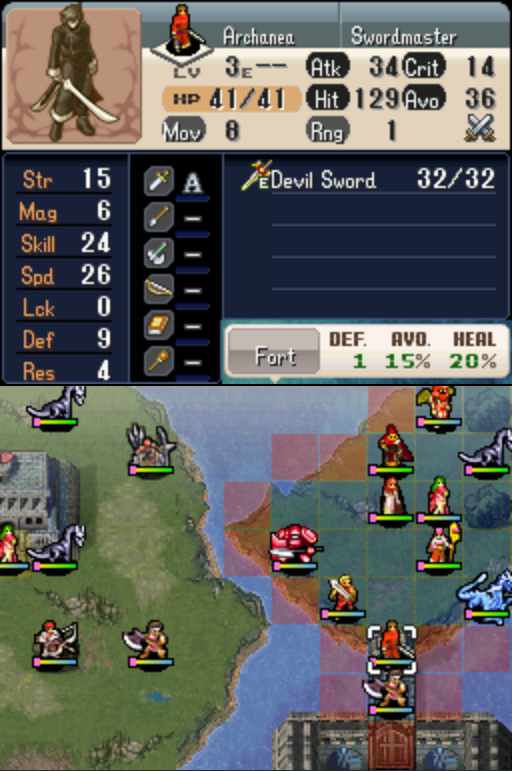 Archanea Swordmaster
LV 3 E -- Atk 34 Crit 14
HP 41/41 Hit 129 Avo 36
Mov 8 Rng 1
Str 15 A E Devil Sword 32/32
Mag 6 –
Skill 24 –
Spd 26 –
Lck 0 –
Def 9 –
Res 4
Fort DEF. AVO. HEAL
1 15% 20%